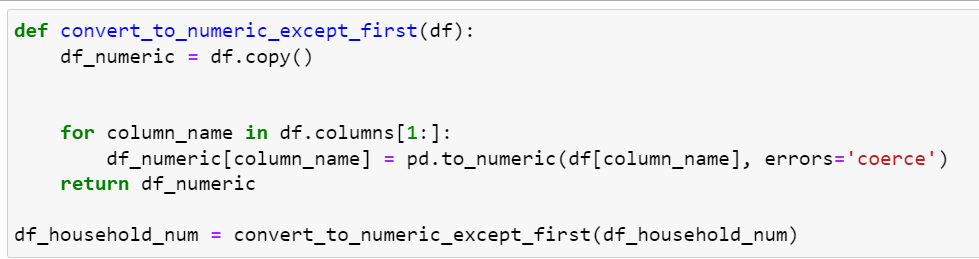 def convert_to_numeric_except_first(df):
    df_numeric = df.copy()
    for column_name in df.columns[1:]:
        df_numeric[column_name] = pd.to_numeric(df[column_name], errors='coerce')
    return df_numeric
df_household_num = convert_to_numeric_except_first(df_household_num)